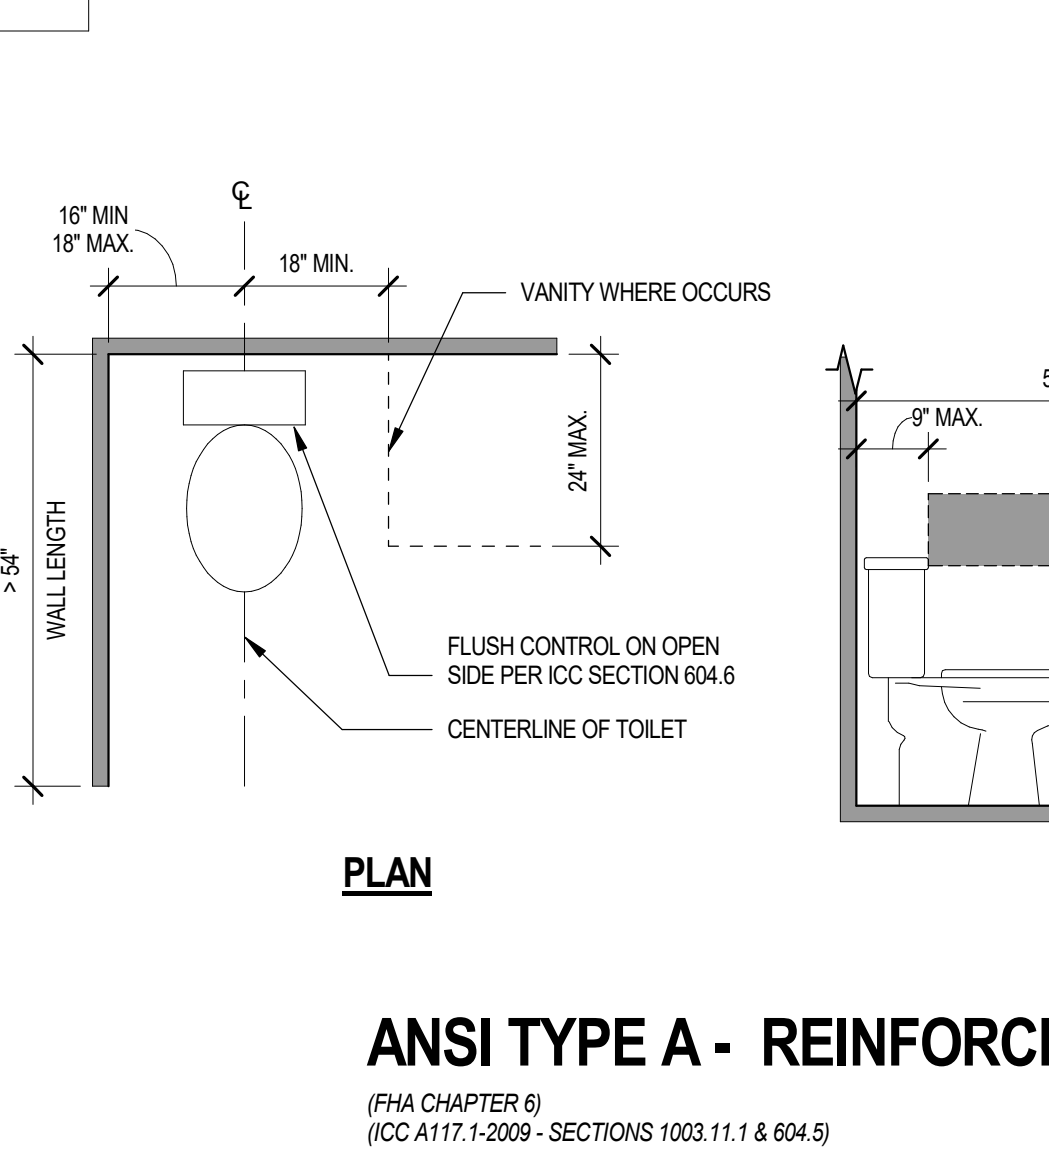 ℄
16" MIN
18" MAX.
18" MIN.
VANITY WHERE OCCURS
24" MAX.
> 54"
WALL LENGTH
FLUSH CONTROL ON OPEN
SIDE PER ICC SECTION 604.6
CENTERLINE OF TOILET
PLAN
5
9" MAX.
ANSI TYPE A - REINFORC
(FHA CHAPTER 6)
(ICC A117.1-2009 - SECTIONS 1003.11.1 & 604.5)